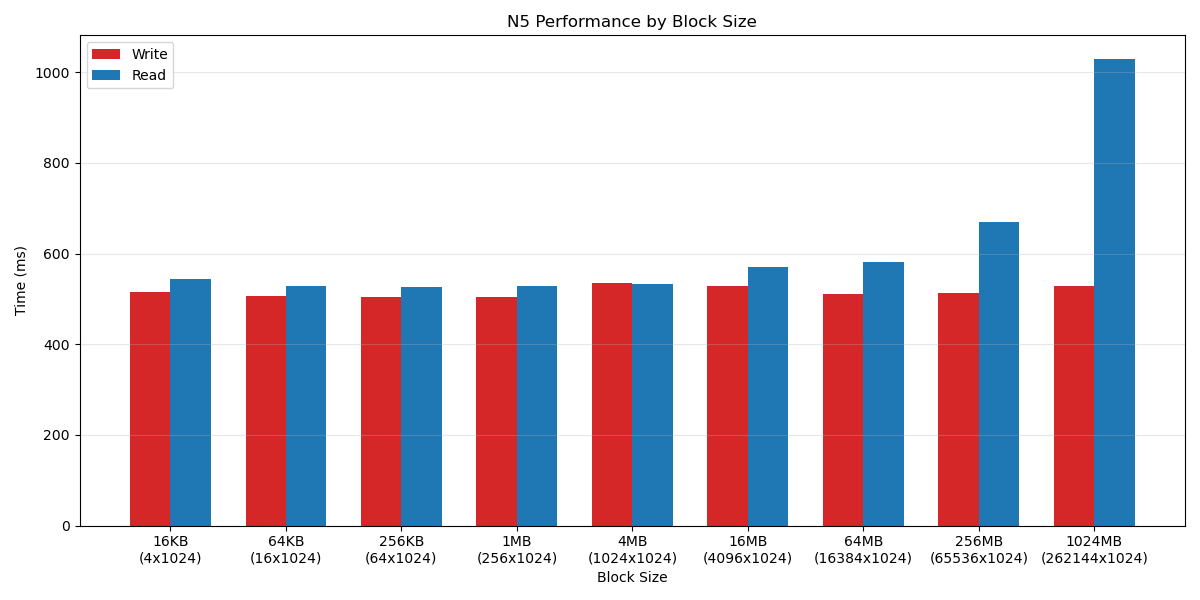 N5 Performance by Block Size
Write
Read
Time (ms)
1000
800
600
400
200
0
16KB
(4x1024)
64KB
(16x1024)
256KB
(64x1024)
1MB
(256x1024)
4MB
(1024x1024)
16MB
(4096x1024)
64MB
(16384x1024)
256MB
(65536x1024)
1024MB
(262144x1024)
Block Size